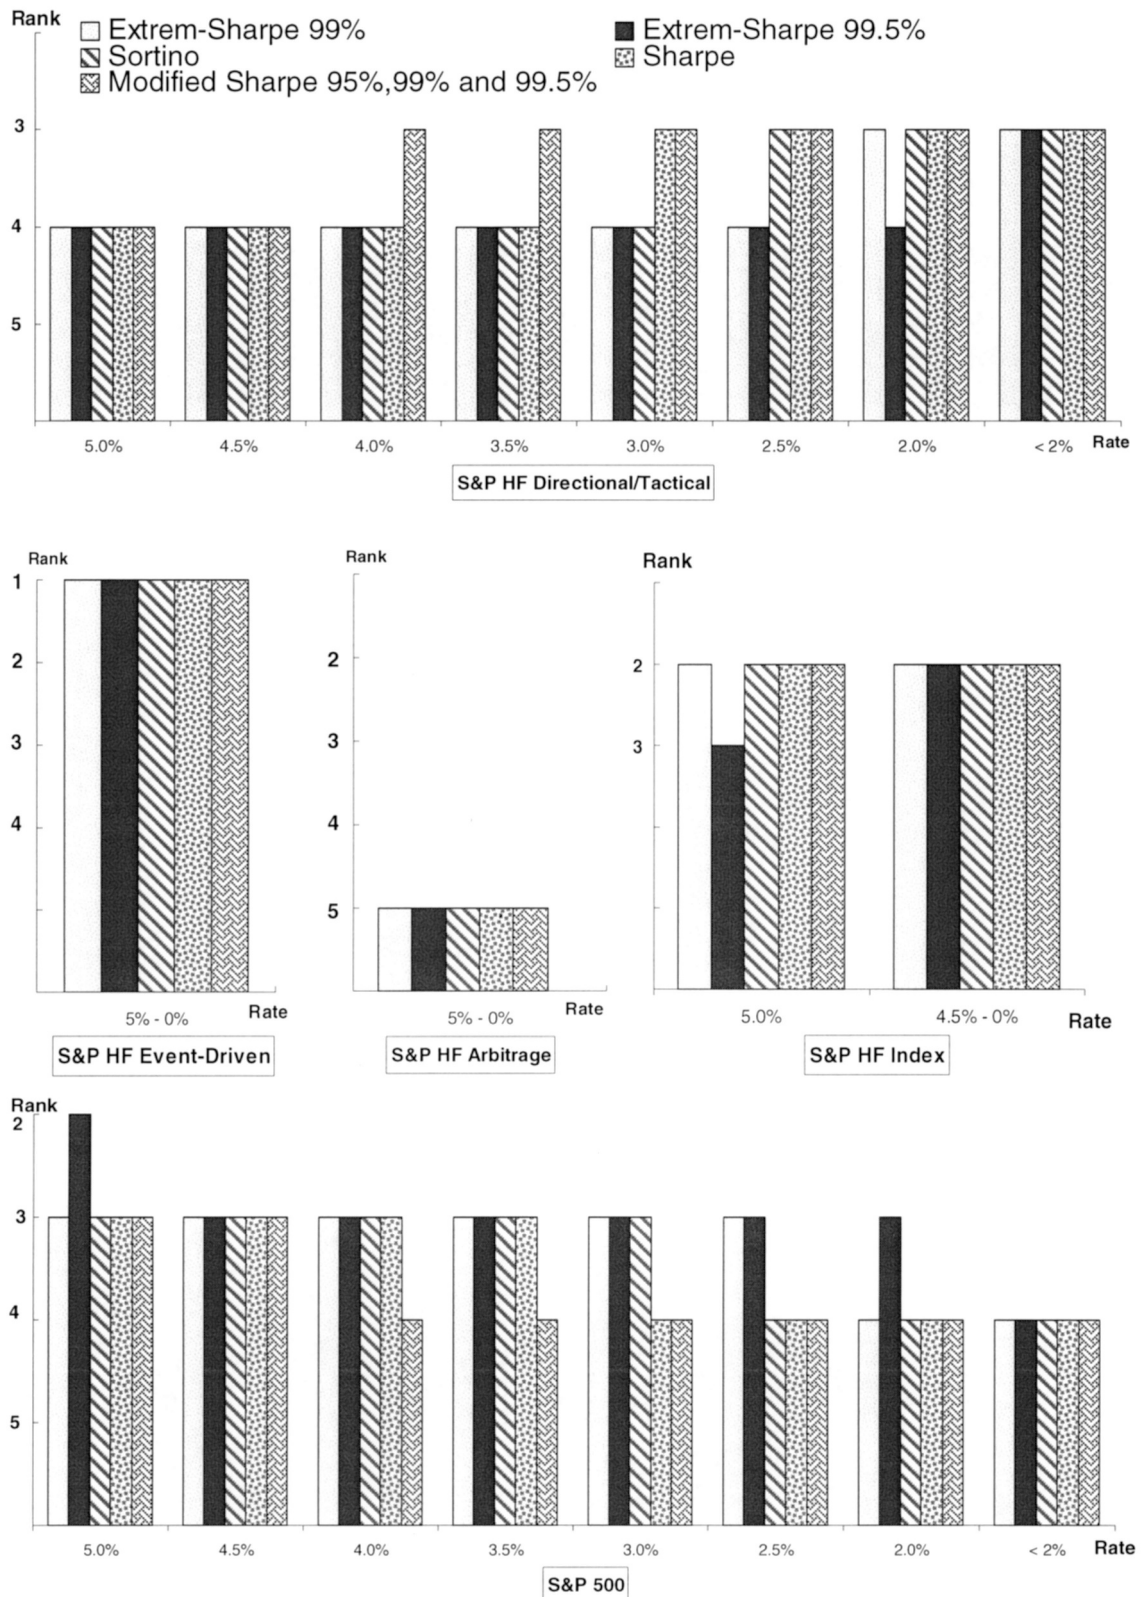 Rank
Extrem-Sharpe 99% Extrem-Sharpe 99.5%
Sortino Sharpe
Modified Sharpe 95%,99% and 99.5%
3
4
5
5.0% 4.5% 4.0% 3.5% 3.0% 2.5% 2.0% < 2% Rate
S&P HF Directional/Tactical
Rank
1
2
3
4
5% - 0% Rate
S&P HF Event-Driven
Rank
2
3
4
5
5% - 0% Rate
S&P HF Arbitrage
Rank
2
3
5.0% 4.5% - 0% Rate
S&P HF Index
Rank
2
3
4
5
5.0% 4.5% 4.0% 3.5% 3.0% 2.5% 2.0% < 2% Rate
S&P 500